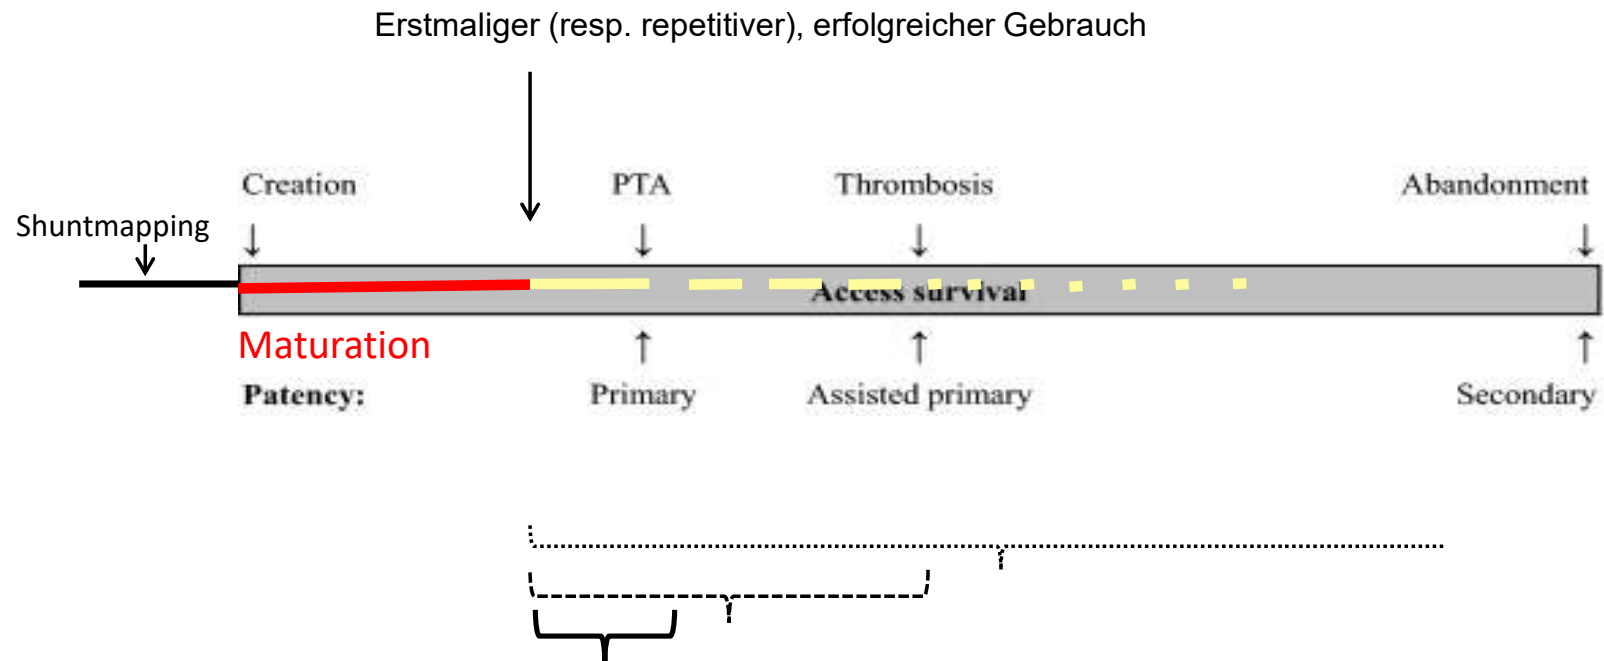 Erstmaliger (resp. repetitiver), erfolgreicher Gebrauch
Creation PTA Thrombosis Abandonment
Shuntmapping
Access survival
Maturation
Patency: Primary Assisted primary Secondary